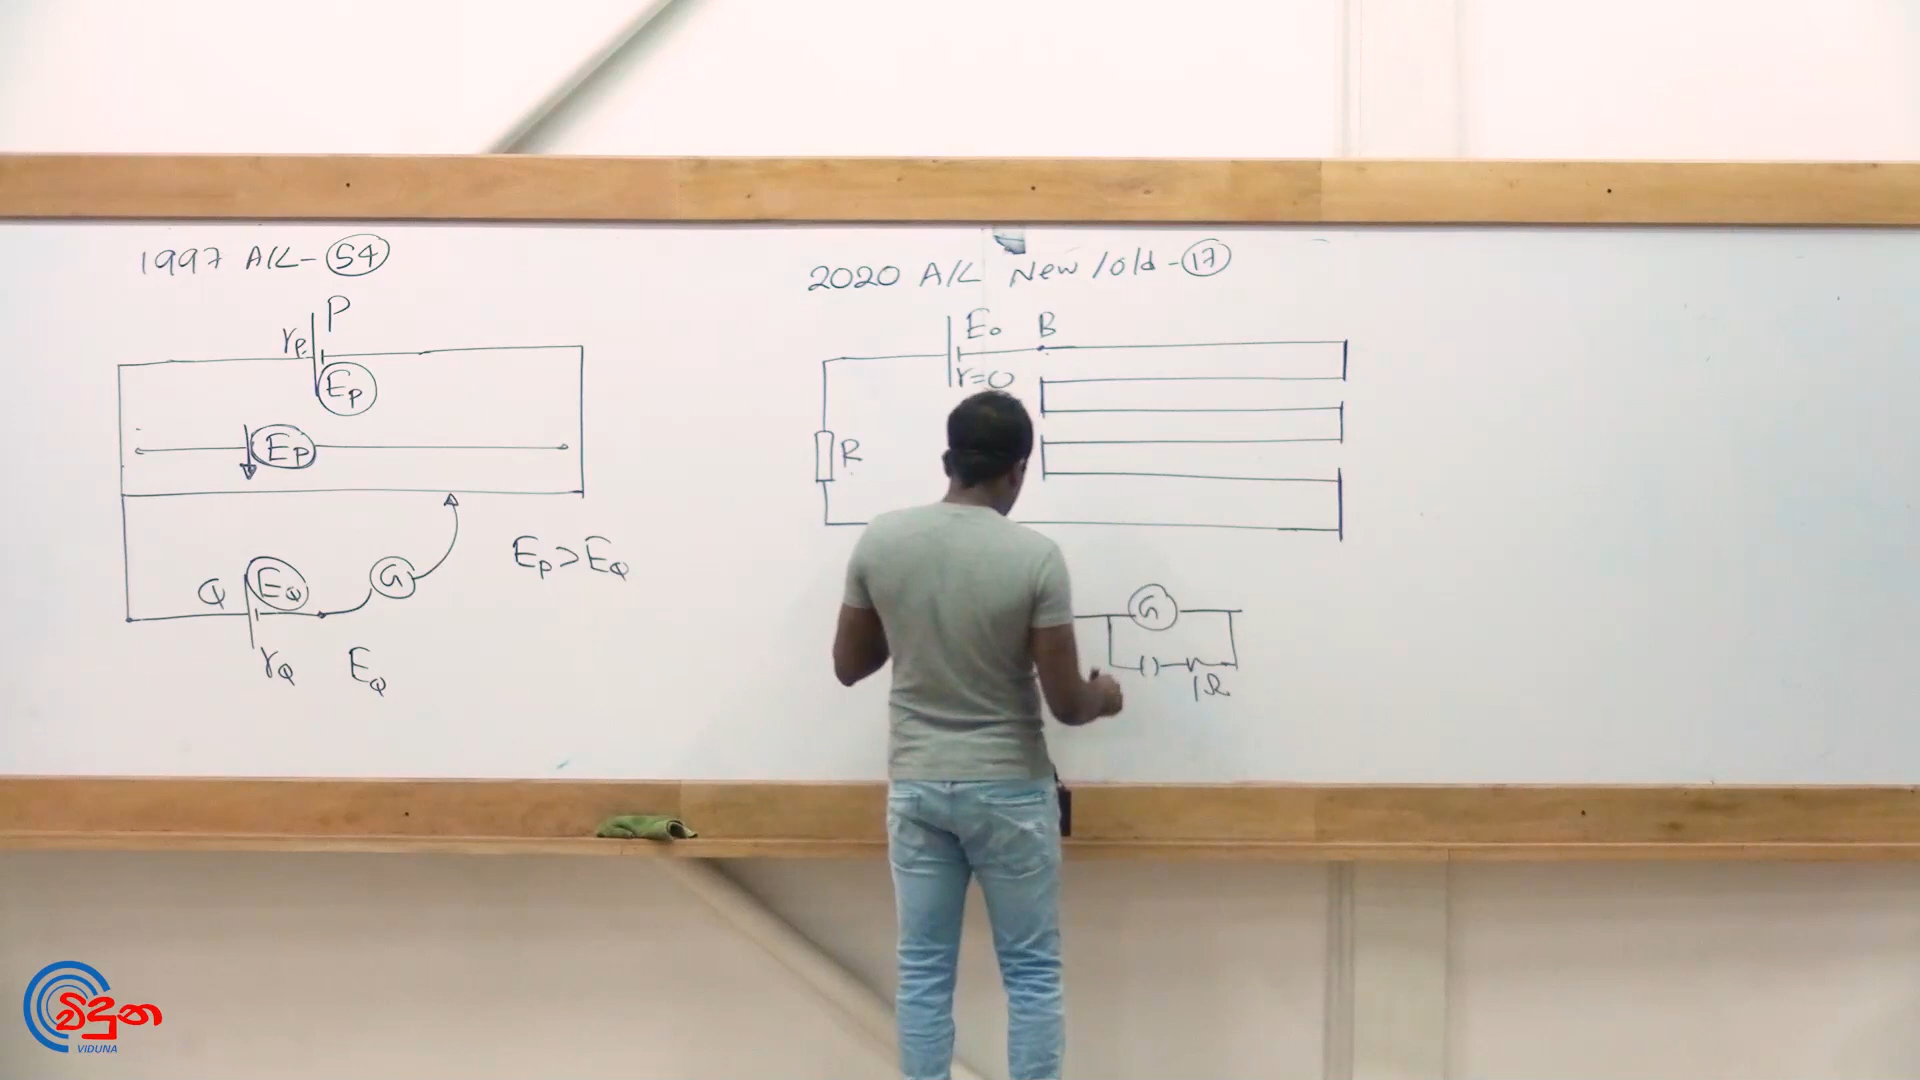 1997 A/L - 54
P
rp
Ep
Ep
Ep > EQ
Q
EQ
G
rQ
EQ
2020 A/L New / old - 17
E₀
B
r=0
R
G
1Ω
විදුන
VIDUNA